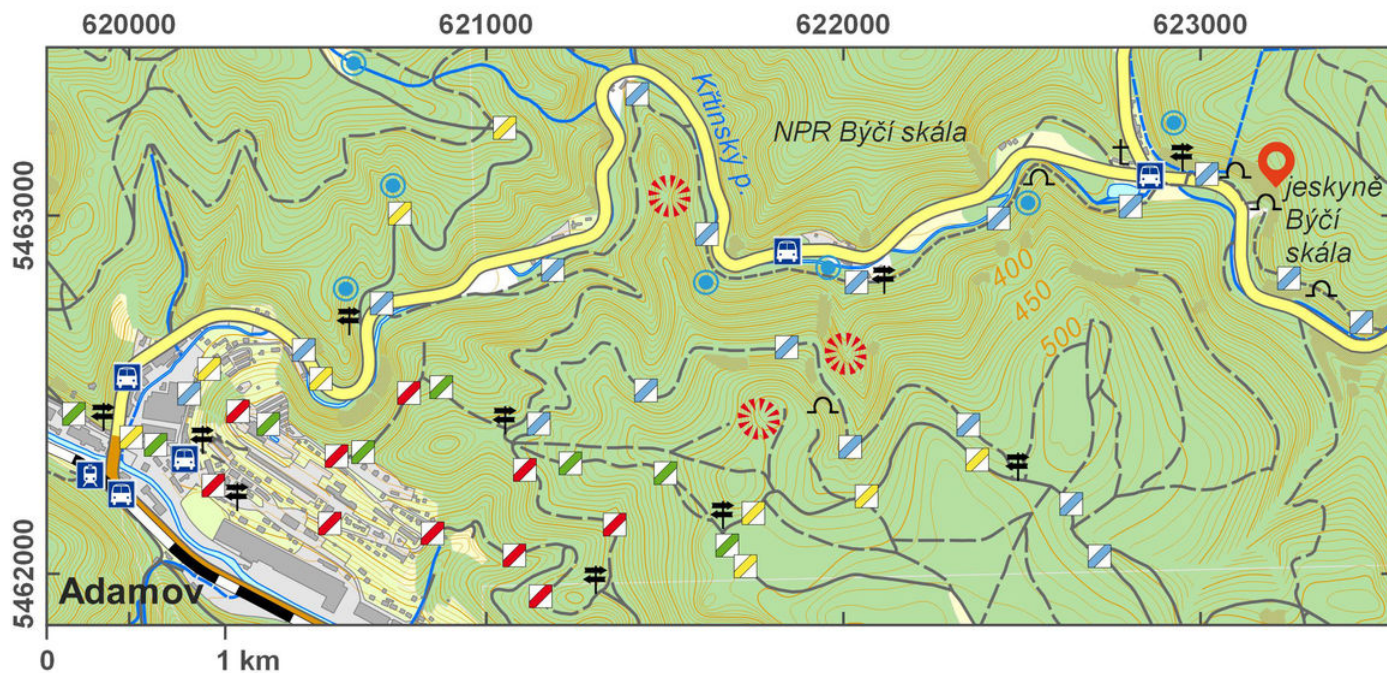 620000 621000 622000 623000
Křtinský p.
NPR Býčí skála
jeskyně
Býčí
skála
5463000
400
450
500
5462000
Adamov
0 1 km